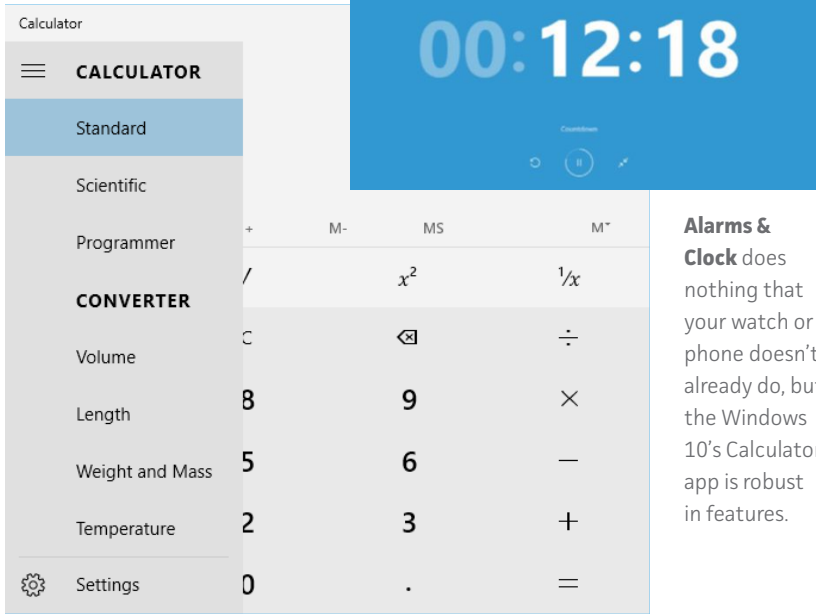 Calculator
CALCULATOR
Standard
Scientific
Programmer
CONVERTER
Volume
Length
Weight and Mass
Temperature
Settings
00:12:18
Countdown
+ M- MS M
/ x² ¹/x
C ÷
8 9 ×
5 6 −
2 3 +
0 . =
Alarms &
Clock does
nothing that
your watch or
phone doesn’t
already do, but
the Windows
10’s Calculator
app is robust
in features.